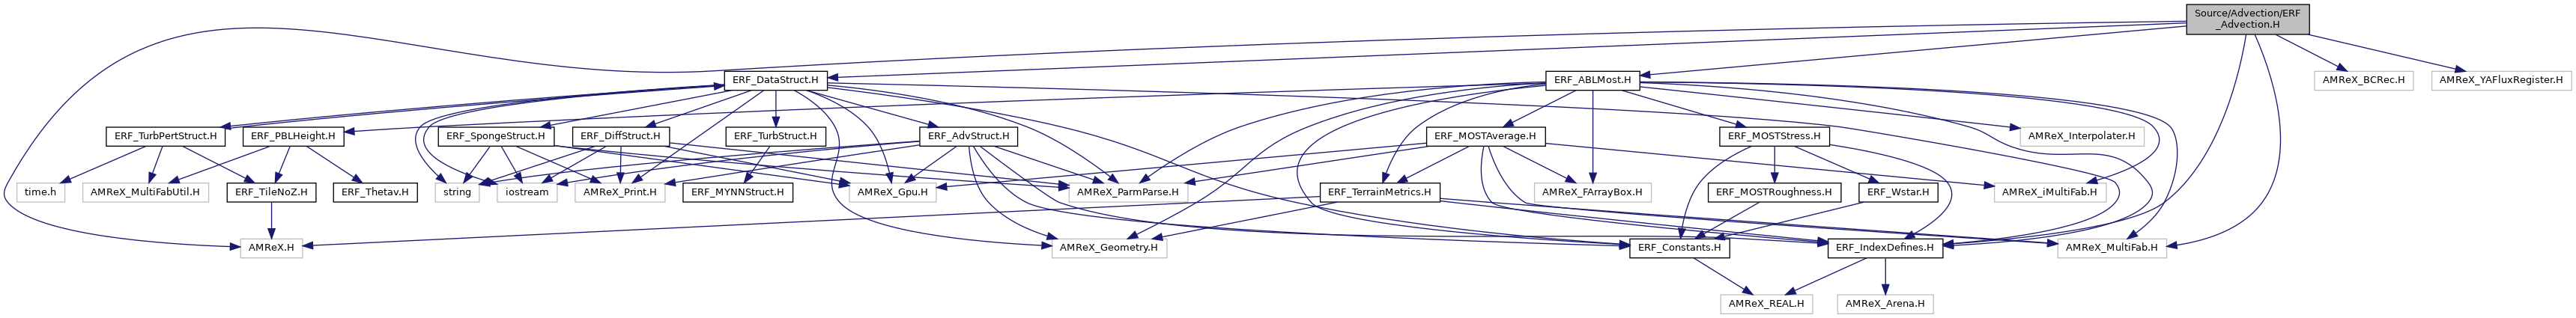 Source/Advection/ERF
_Advection.H
ERF_DataStruct.H
ERF_ABLMost.H
AMReX_BCRec.H
AMReX_YAFluxRegister.H
ERF_TurbPertStruct.H
ERF_PBLHeight.H
ERF_SpongeStruct.H
ERF_DiffStruct.H
ERF_TurbStruct.H
ERF_AdvStruct.H
ERF_MOSTAverage.H
ERF_MOSTStress.H
AMReX_Interpolater.H
time.h
AMReX_MultiFabUtil.H
ERF_TileNoZ.H
ERF_Thetav.H
string
iostream
AMReX_Print.H
ERF_MYNNStruct.H
AMReX_Gpu.H
AMReX_ParmParse.H
ERF_TerrainMetrics.H
AMReX_FArrayBox.H
ERF_MOSTRoughness.H
ERF_Wstar.H
AMReX_iMultiFab.H
AMReX.H
AMReX_Geometry.H
ERF_Constants.H
ERF_IndexDefines.H
AMReX_MultiFab.H
AMReX_REAL.H
AMReX_Arena.H